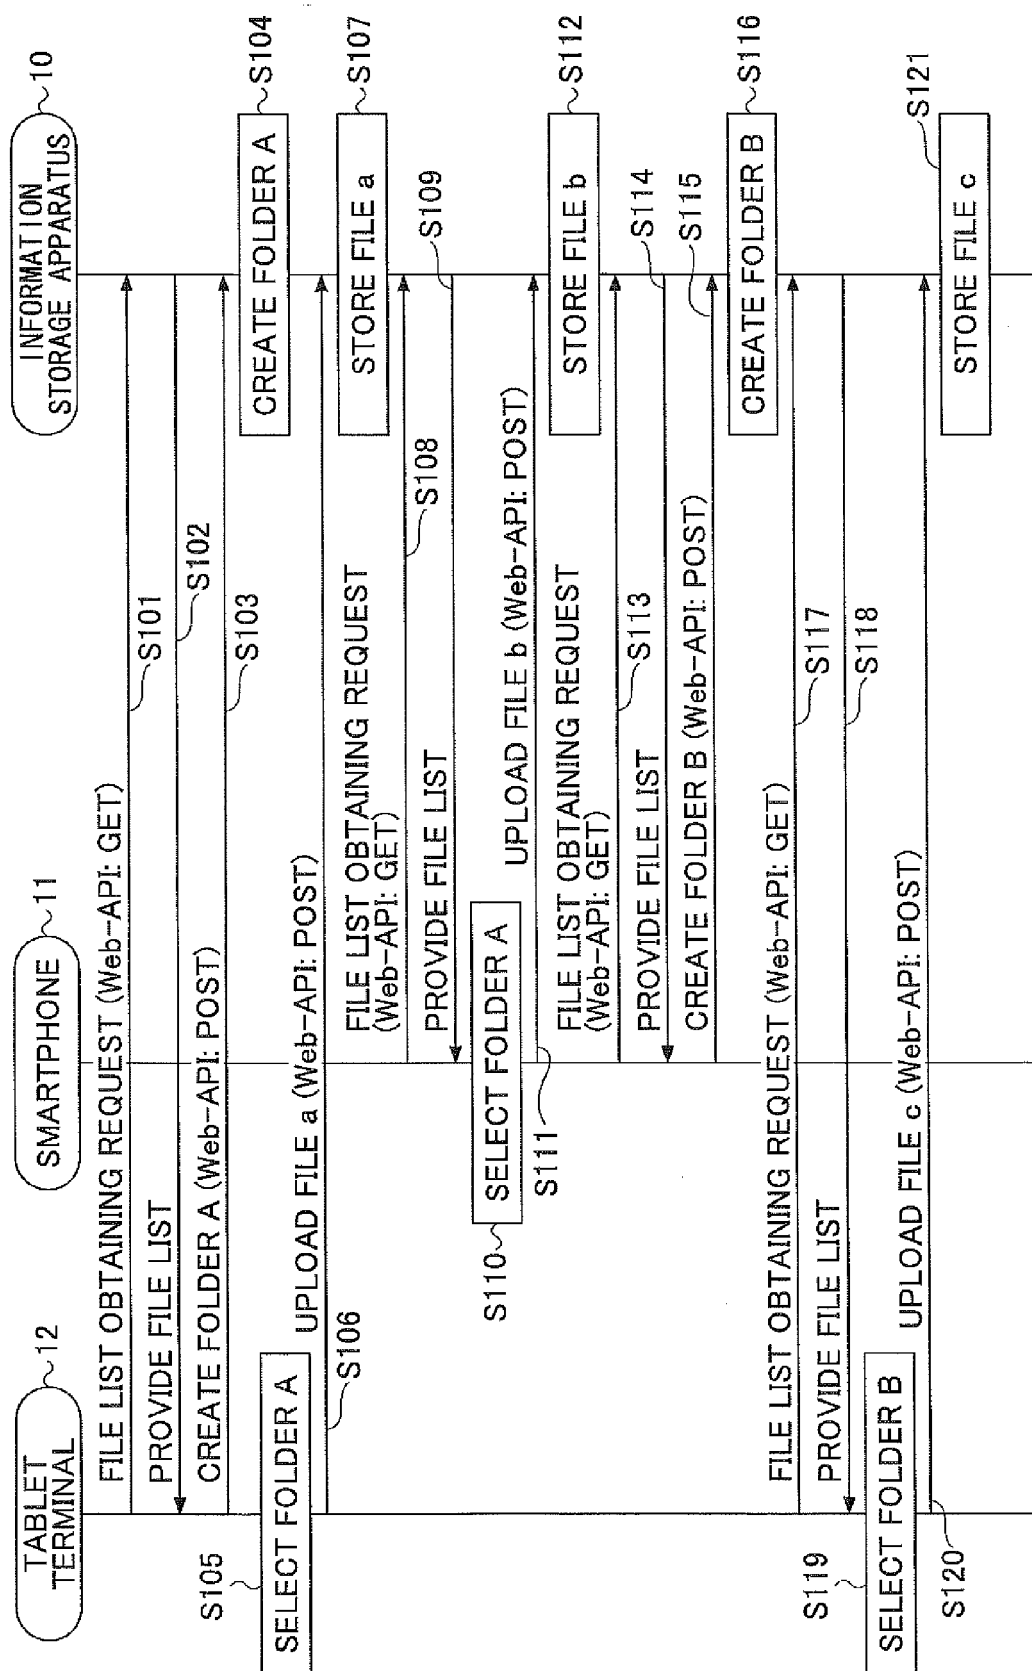 TABLET
TERMINAL
12
SMARTPHONE
11
INFORMATION
STORAGE APPARATUS
10
FILE LIST OBTAINING REQUEST (Web-API: GET)
S101
PROVIDE FILE LIST
S102
CREATE FOLDER A (Web-API: POST)
S103
CREATE FOLDER A
S104
S105
SELECT FOLDER A
UPLOAD FILE a (Web-API: POST)
S106
STORE FILE a
S107
FILE LIST OBTAINING REQUEST
(Web-API: GET)
S108
PROVIDE FILE LIST
S109
S110
SELECT FOLDER A
UPLOAD FILE b (Web-API: POST)
S111
STORE FILE b
S112
FILE LIST OBTAINING REQUEST
(Web-API: GET)
S113
PROVIDE FILE LIST
S114
CREATE FOLDER B (Web-API: POST)
S115
CREATE FOLDER B
S116
FILE LIST OBTAINING REQUEST (Web-API: GET)
S117
PROVIDE FILE LIST
S118
S119
SELECT FOLDER B
UPLOAD FILE c (Web-API: POST)
S120
STORE FILE c
S121